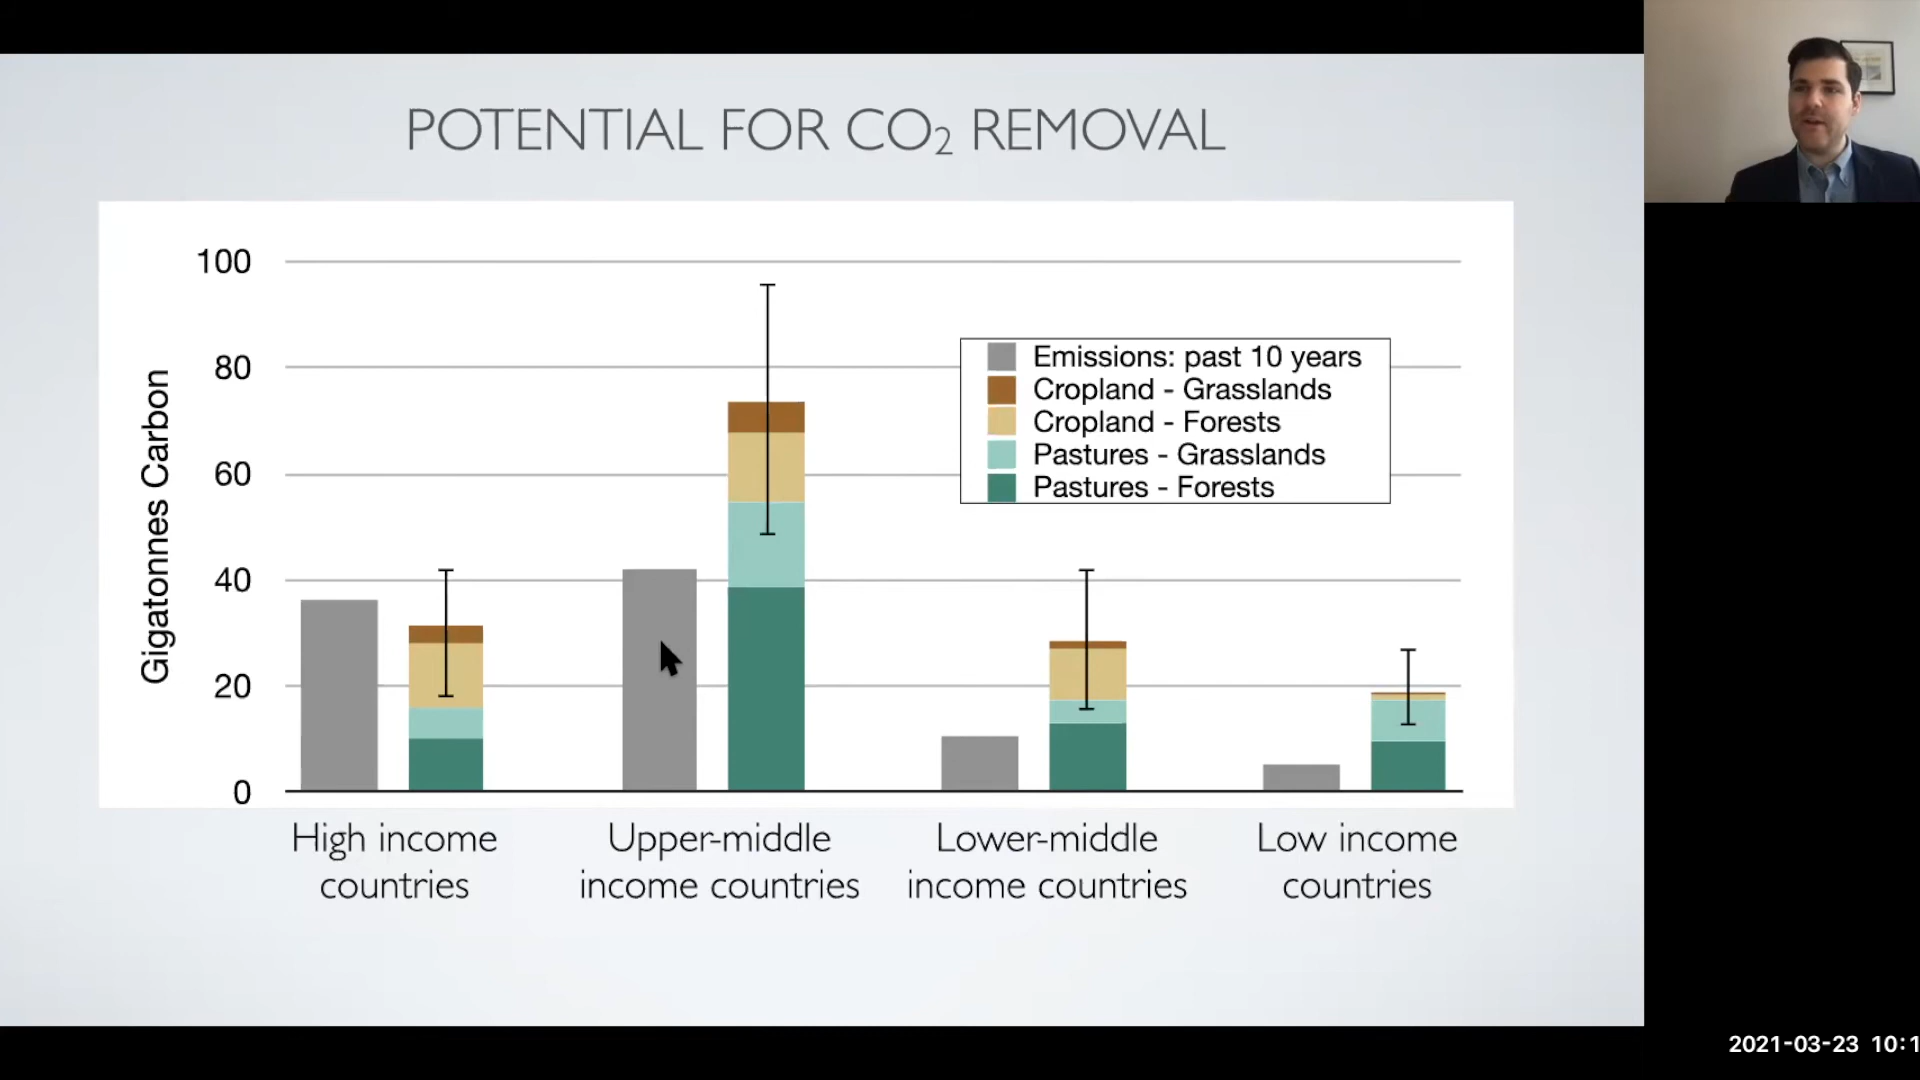 POTENTIAL FOR CO₂ REMOVAL
100
80
60
40
20
0
Gigatonnes Carbon
Emissions: past 10 years
Cropland - Grasslands
Cropland - Forests
Pastures - Grasslands
Pastures - Forests
High income
countries
Upper-middle
income countries
Lower-middle
income countries
Low income
countries
2021-03-23 10:1